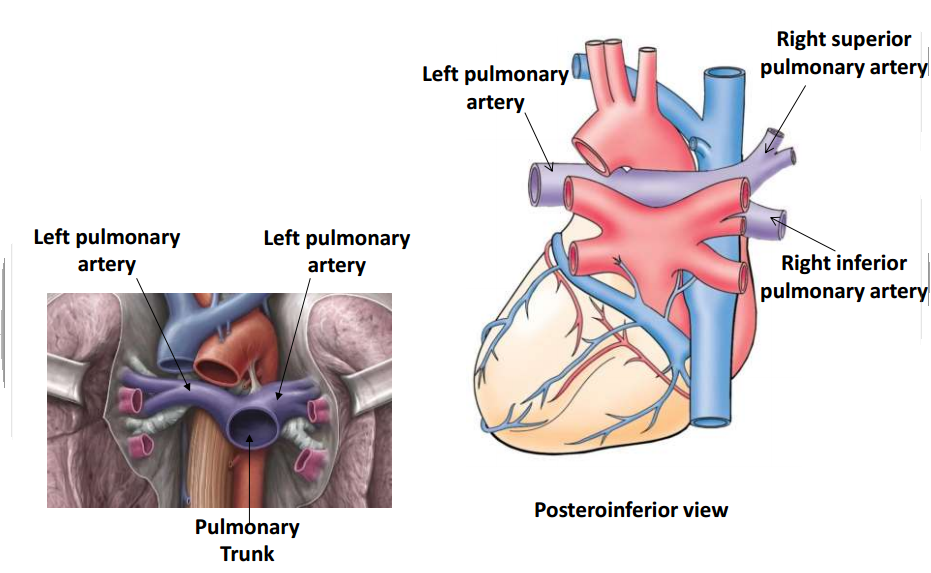 Right superior
pulmonary artery
Left pulmonary
artery
Left pulmonary
artery
Left pulmonary
artery
Right inferior
pulmonary artery
Posteroinferior view
Pulmonary
Trunk